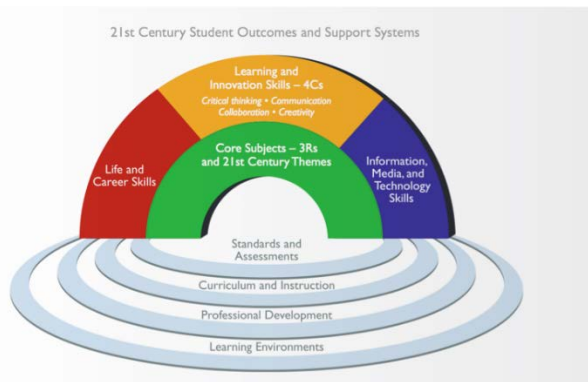 21st Century Student Outcomes and Support Systems
Learning and
Innovation Skills – 4Cs
Critical thinking • Communication
Collaboration • Creativity
Core Subjects – 3Rs
and 21st Century Themes
Life and
Career Skills
Information,
Media, and
Technology
Skills
Standards and
Assessments
Curriculum and Instruction
Professional Development
Learning Environments